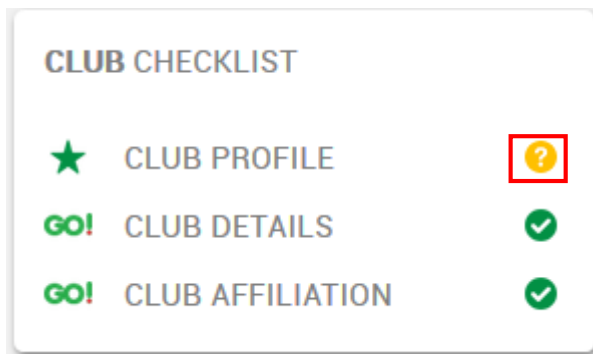 CLUB CHECKLIST
CLUB PROFILE ?
GO! CLUB DETAILS
GO! CLUB AFFILIATION